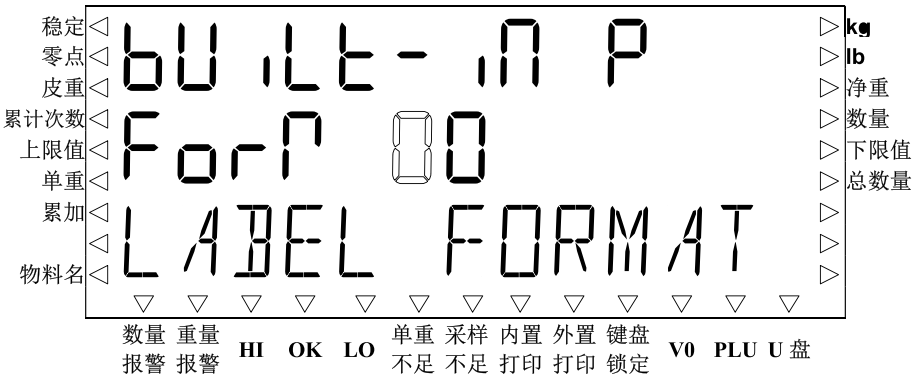 稳定 kg
零点 buiLt-in P lb
皮重 净重
累计次数 数量
上限值 Form 00 下限值
单重 总数量
累加
LABEL FORMAT
物料名
数量报警 重量报警 HI OK LO 单重不足 采样不足 内置打印 外置打印 键盘锁定 V0 PLU U 盘